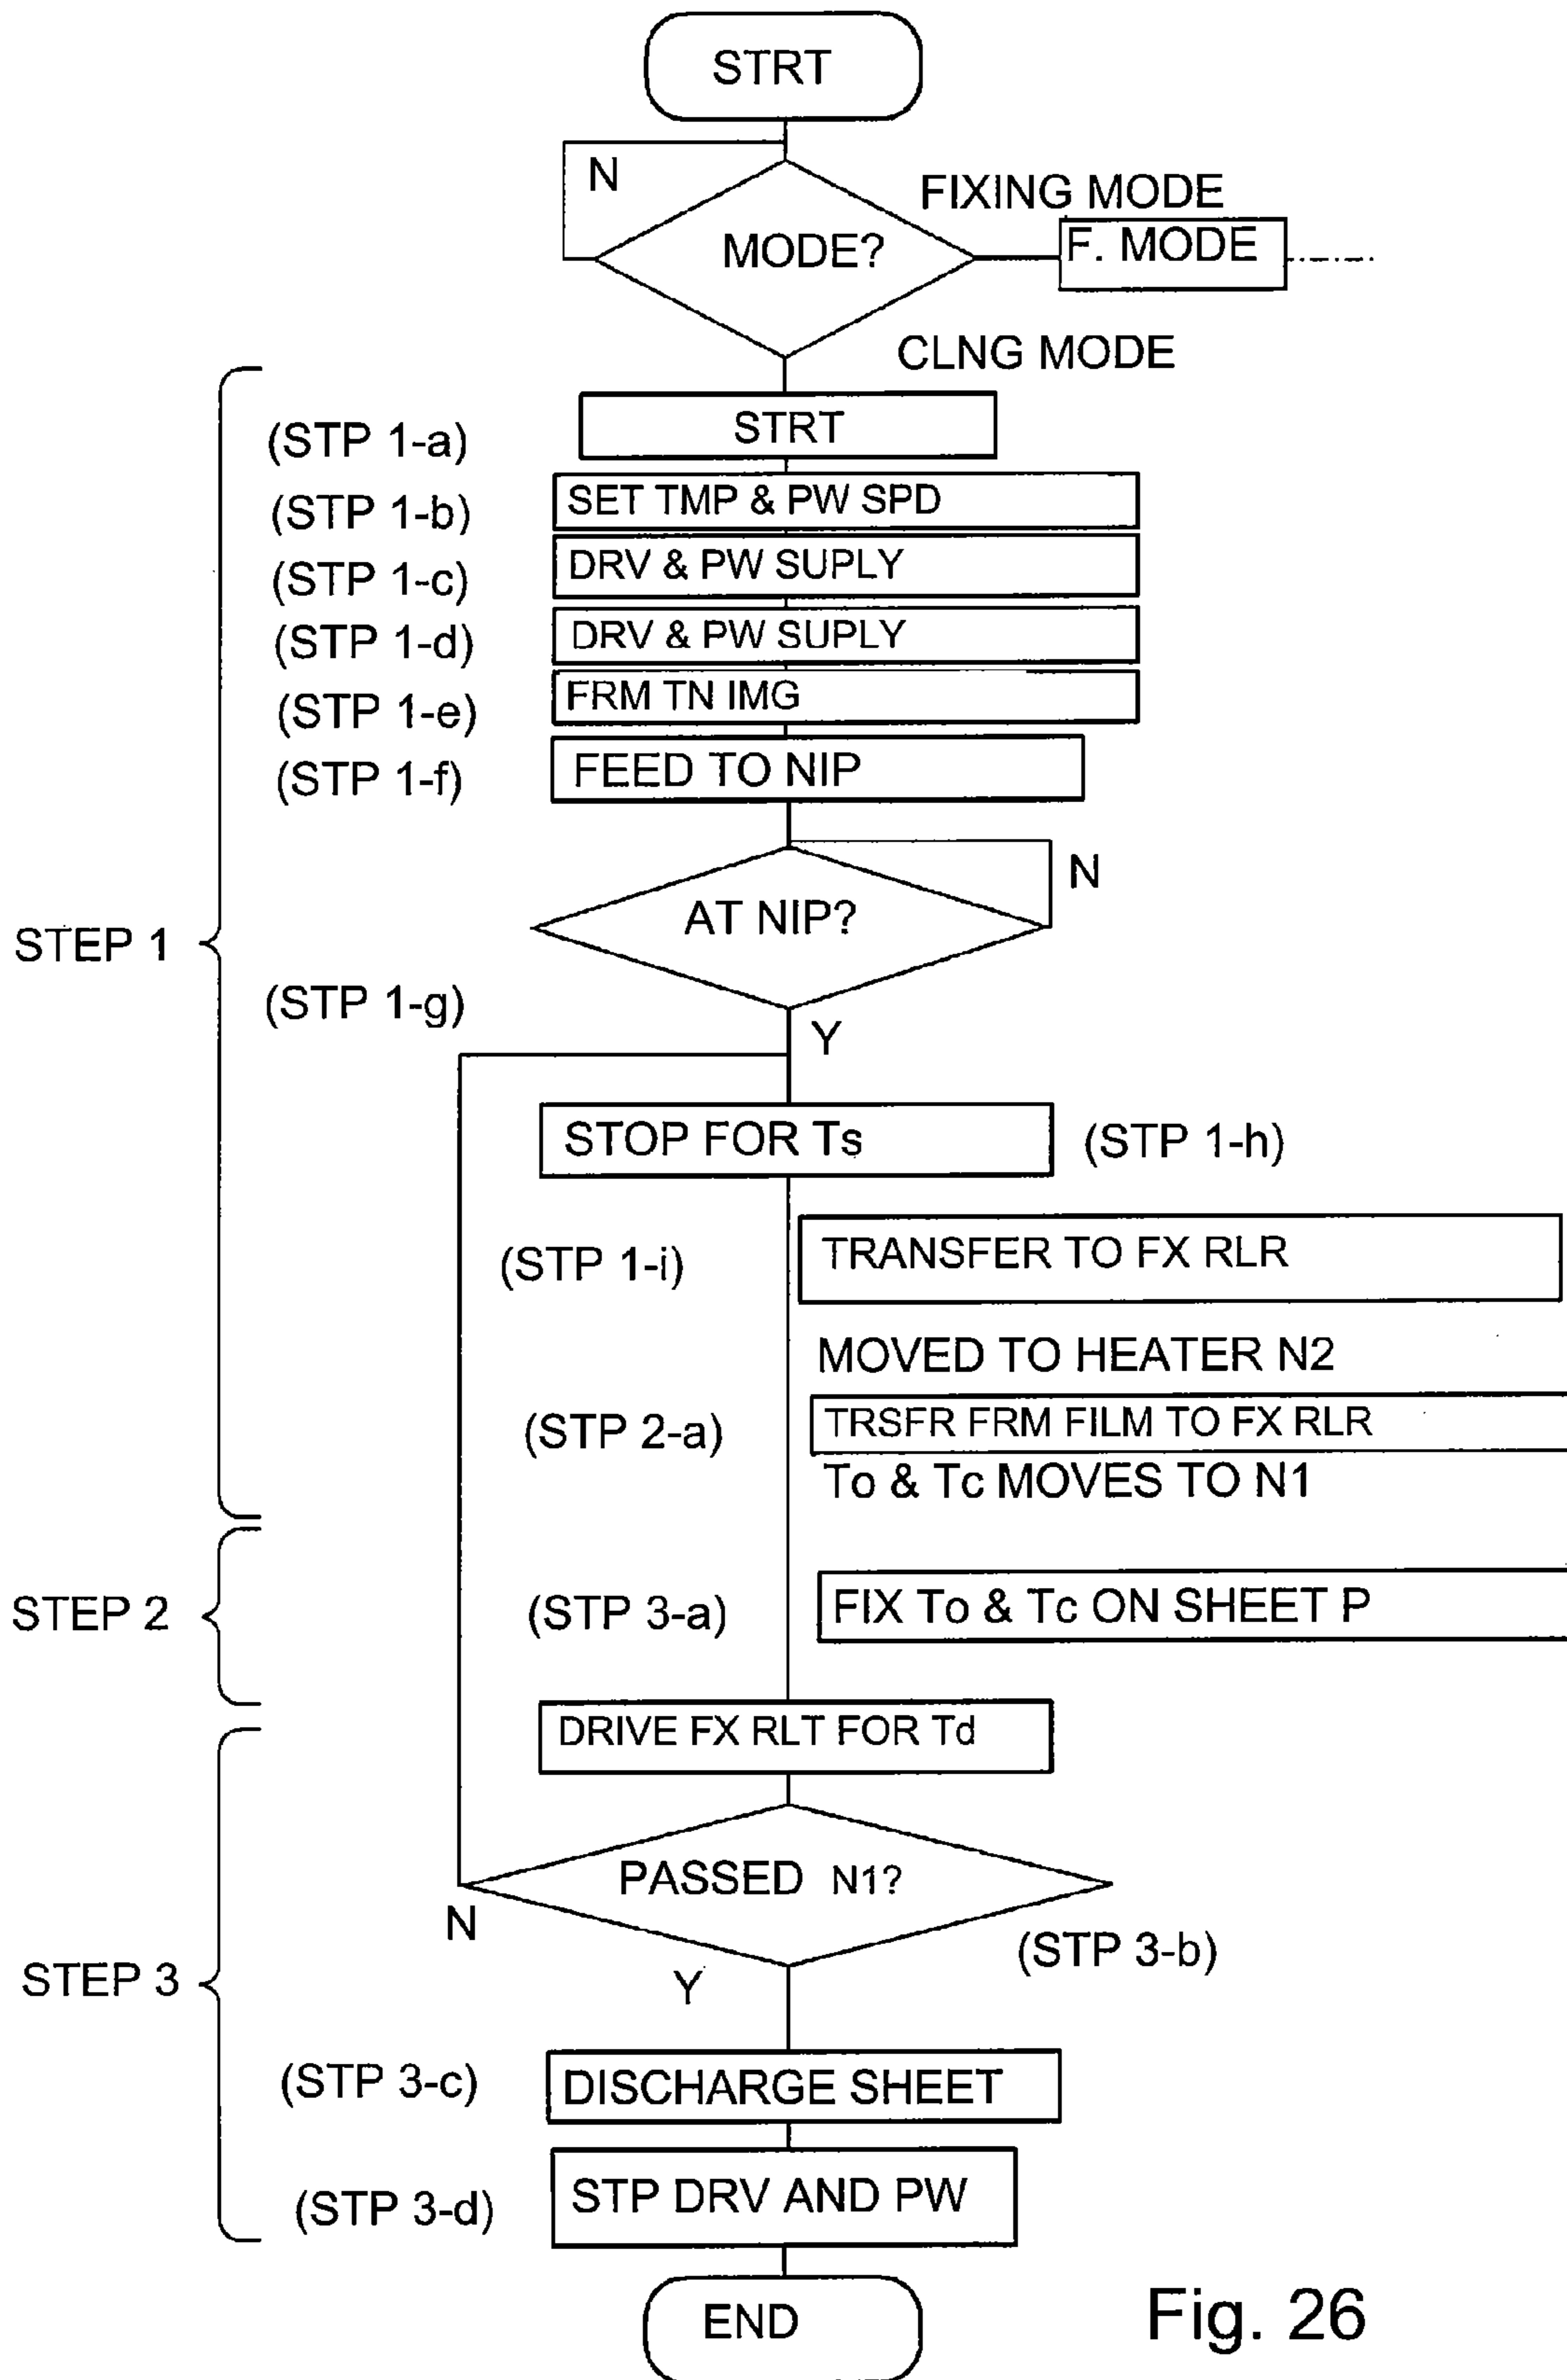 STRT
N
FIXING MODE
MODE?
F. MODE
CLNG MODE
(STP 1-a)
STRT
(STP 1-b)
SET TMP & PW SPD
(STP 1-c)
DRV & PW SUPLY
(STP 1-d)
DRV & PW SUPLY
(STP 1-e)
FRM TN IMG
(STP 1-f)
FEED TO NIP
N
AT NIP?
STEP 1
(STP 1-g)
Y
STOP FOR Ts
(STP 1-h)
(STP 1-i)
TRANSFER TO FX RLR
MOVED TO HEATER N2
(STP 2-a)
TRSFR FRM FILM TO FX RLR
To & Tc MOVES TO N1
STEP 2
(STP 3-a)
FIX To & Tc ON SHEET P
DRIVE FX RLT FOR Td
PASSED N1?
N
(STP 3-b)
STEP 3
Y
(STP 3-c)
DISCHARGE SHEET
(STP 3-d)
STP DRV AND PW
END
Fig. 26